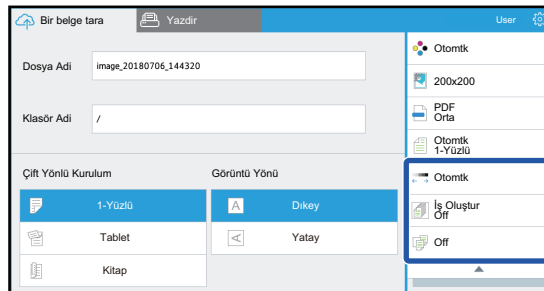 Bir belge tara
Yazdir
User
Dosya Adi
image_20180706_144320
Klasör Adi
/
Çift Yönlü Kurulum
Görüntü Yönü
1-Yüzlü
Tablet
Kitap
A
Dıkey
A
Yatay
Otomtk
200x200
PDF
Orta
Otomtk
1-Yüzlü
Otomtk
İş Oluştur
Off
Off